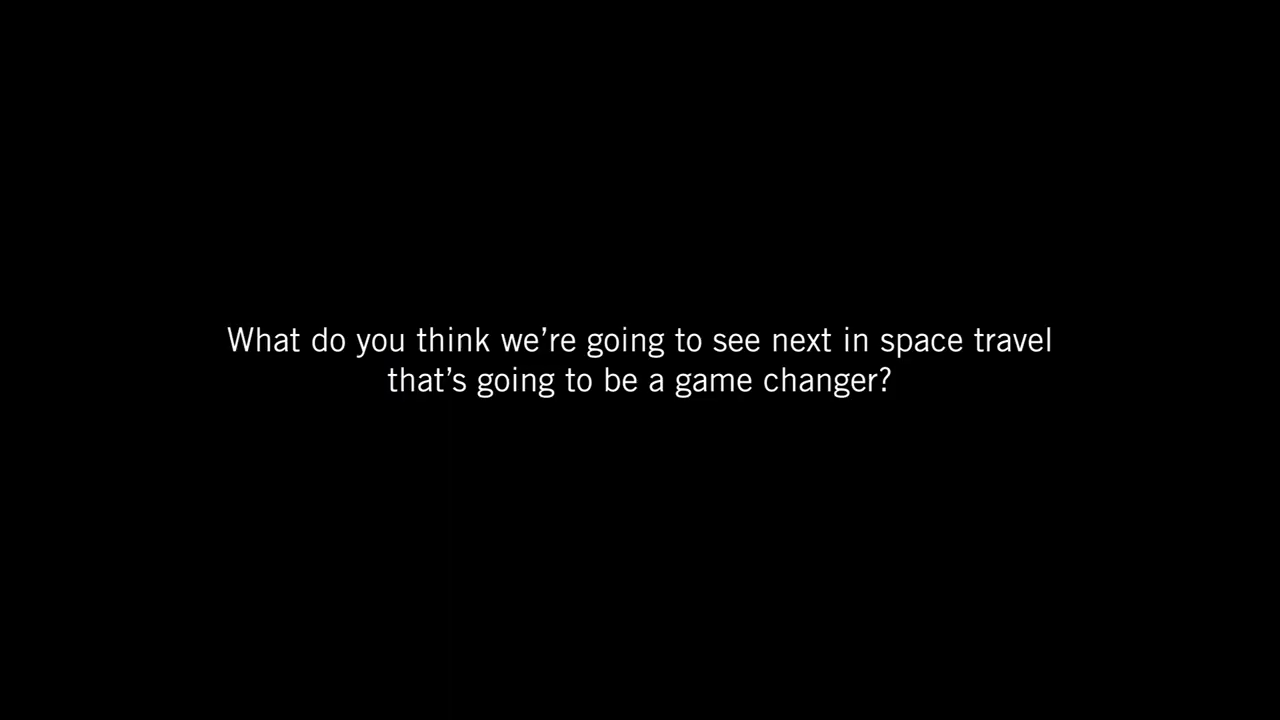 What do you think we’re going to see next in space travel
that’s going to be a game changer?